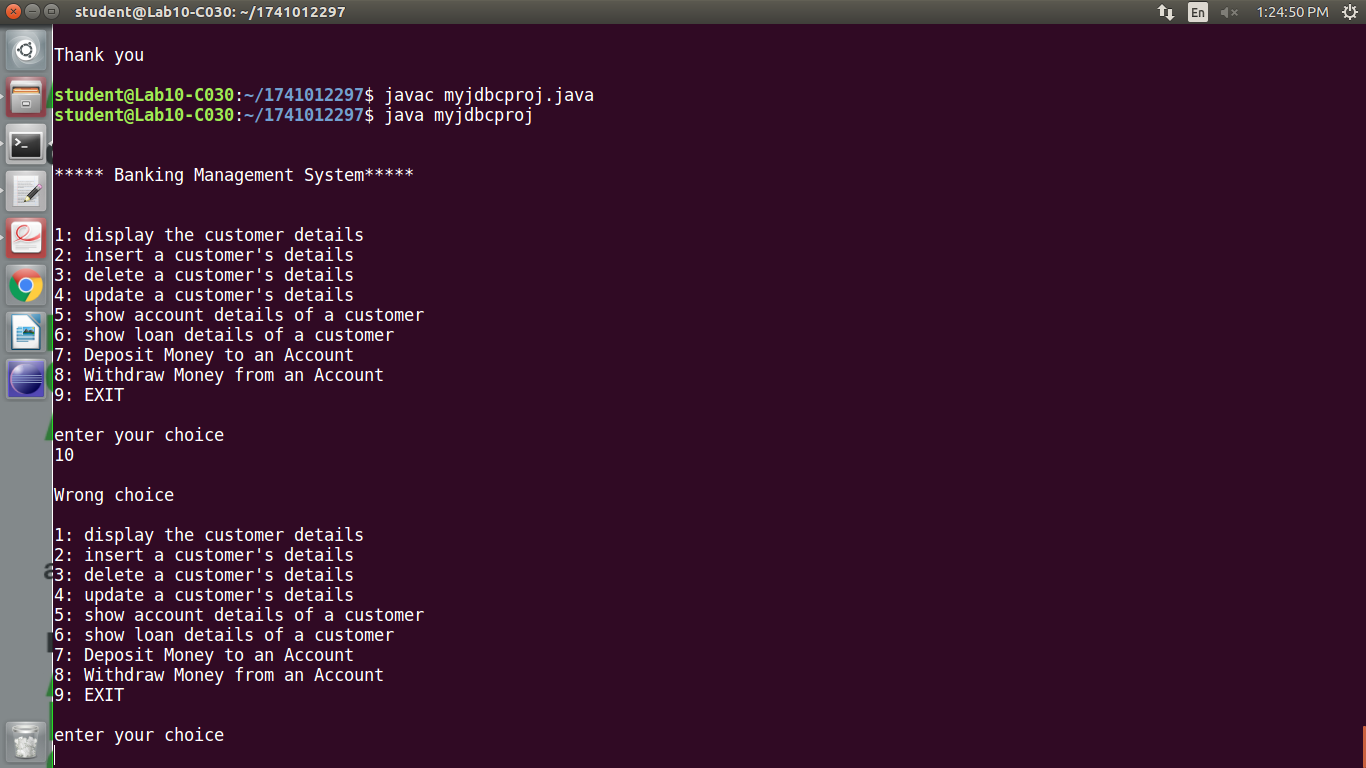 student@Lab10-C030: ~/1741012297
En
1:24:50 PM
Thank you
student@Lab10-C030:~/1741012297$ javac myjdbcproj.java
student@Lab10-C030:~/1741012297$ java myjdbcproj
***** Banking Management System*****
1: display the customer details
2: insert a customer's details
3: delete a customer's details
4: update a customer's details
5: show account details of a customer
6: show loan details of a customer
7: Deposit Money to an Account
8: Withdraw Money from an Account
9: EXIT
enter your choice
10
Wrong choice
1: display the customer details
2: insert a customer's details
3: delete a customer's details
4: update a customer's details
5: show account details of a customer
6: show loan details of a customer
7: Deposit Money to an Account
8: Withdraw Money from an Account
9: EXIT
enter your choice